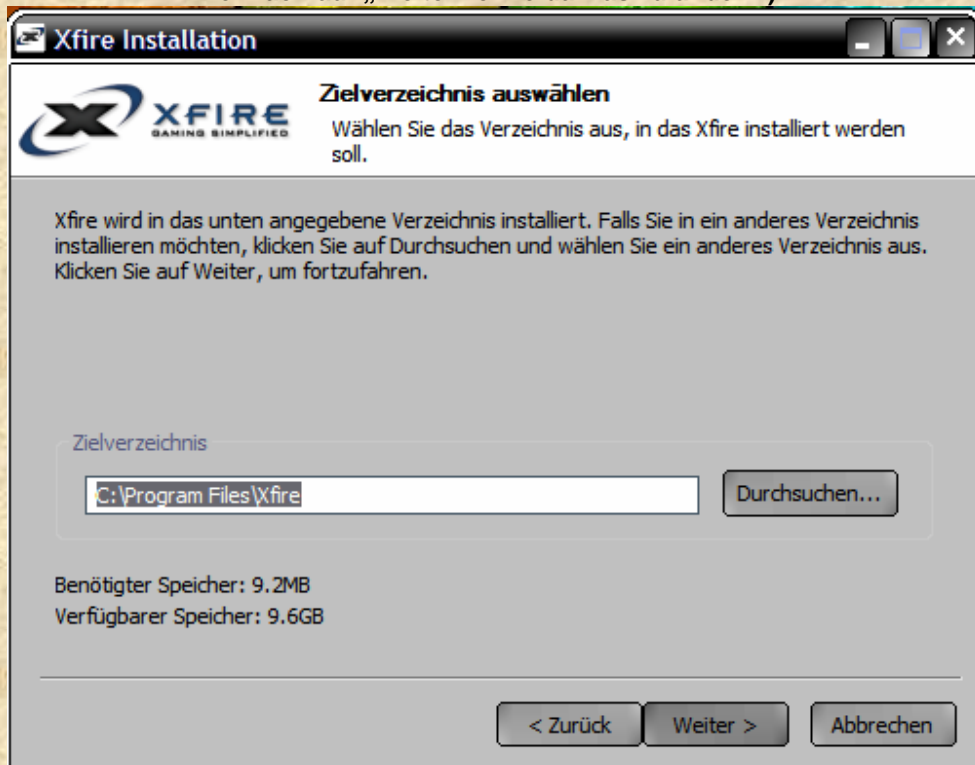 Xfire Installation
XFIRE
GAMING SIMPLIFIED
Zielverzeichnis auswählen
Wählen Sie das Verzeichnis aus, in das Xfire installiert werden
soll.
Xfire wird in das unten angegebene Verzeichnis installiert. Falls Sie in ein anderes Verzeichnis
installieren möchten, klicken Sie auf Durchsuchen und wählen Sie ein anderes Verzeichnis aus.
Klicken Sie auf Weiter, um fortzufahren.
Zielverzeichnis
C:\Program Files\Xfire
Durchsuchen...
Benötigter Speicher: 9.2MB
Verfügbarer Speicher: 9.6GB
< Zurück
Weiter >
Abbrechen